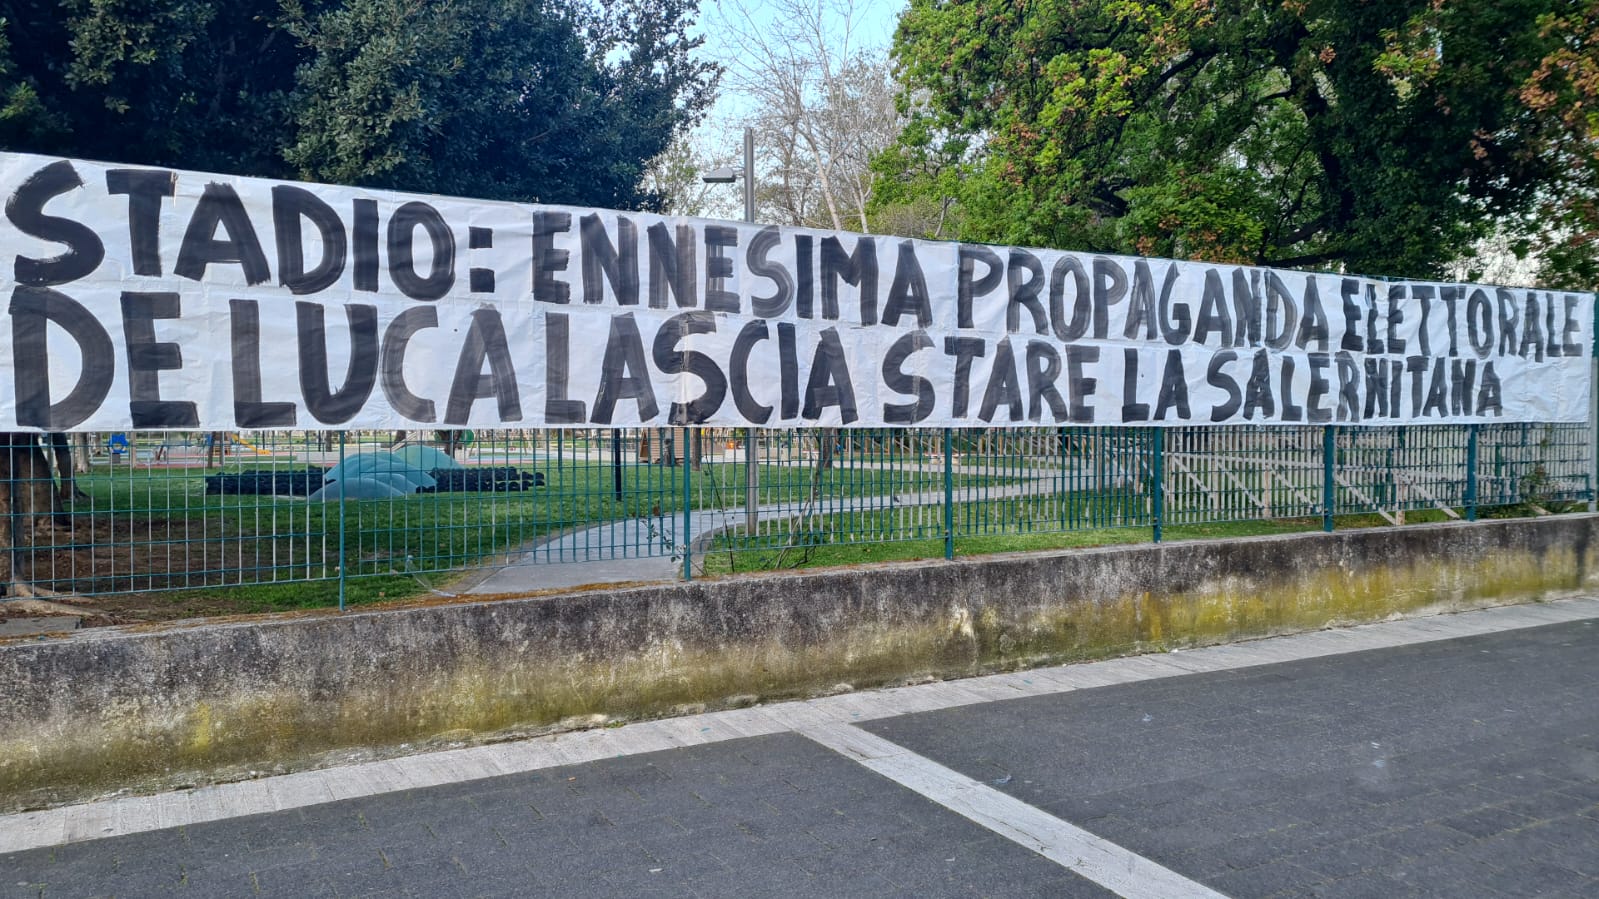 STADIO: ENNESIMA PROPAGANDA ELETTORALE
DE LUCA LASCIA STARE LA SALERNITANA